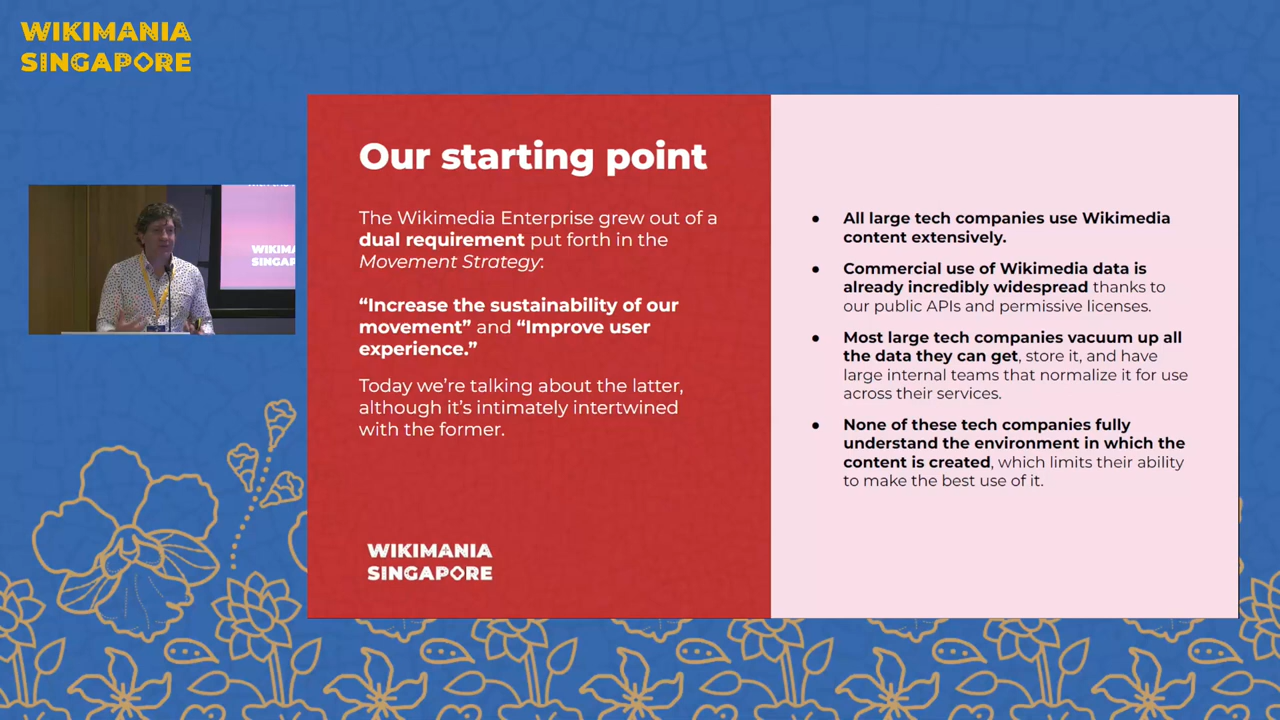 WIKIMANIA
SINGAPORE
Our starting point
The Wikimedia Enterprise grew out of a
dual requirement put forth in the
Movement Strategy:
“Increase the sustainability of our
movement” and “Improve user
experience.”
Today we’re talking about the latter,
although it’s intimately intertwined
with the former.
WIKIMANIA
SINGAPORE
● All large tech companies use Wikimedia
content extensively.
● Commercial use of Wikimedia data is
already incredibly widespread thanks to
our public APIs and permissive licenses.
● Most large tech companies vacuum up all
the data they can get, store it, and have
large internal teams that normalize it for use
across their services.
● None of these tech companies fully
understand the environment in which the
content is created, which limits their ability
to make the best use of it.
WIKIMA
SINGAP